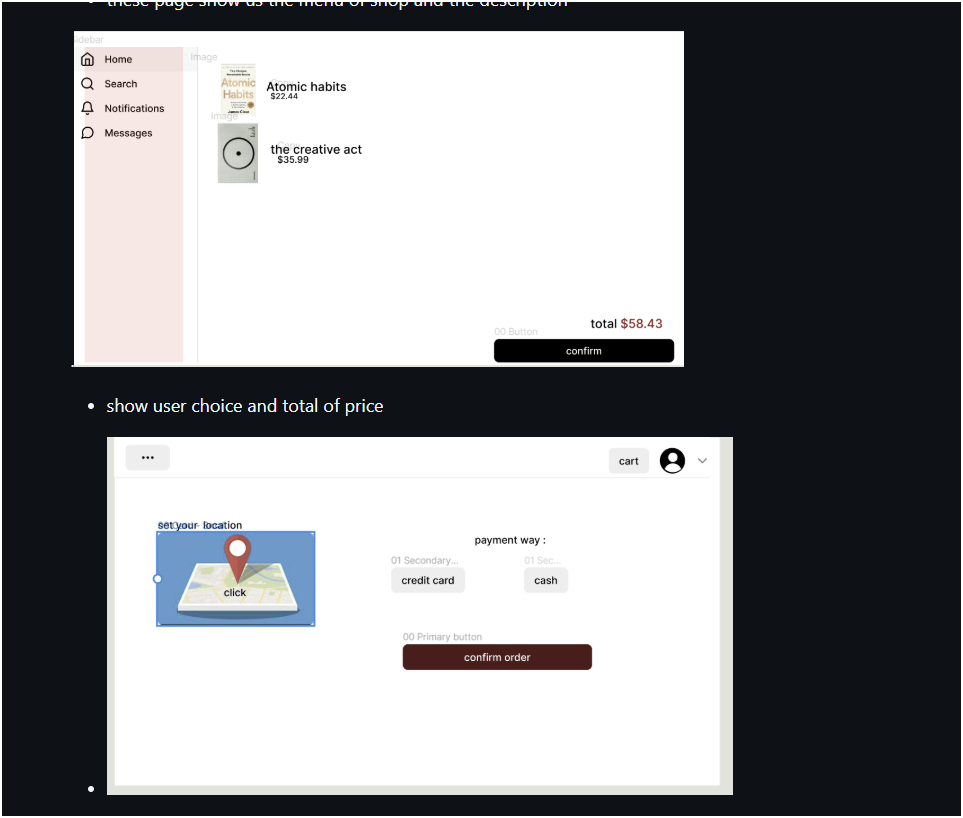 these page show us the menu of shop and the description
Sidebar
Home
Image
Search
Atomic
Habits
Atomic habits
$22.44
Notifications
Image
Messages
the creative act
$35.99
total $58.43
00 Button
confirm
show user choice and total of price
•••
cart
set your location
payment way :
01 Secondary...
01 Sec...
credit card
cash
click
00 Primary button
confirm order